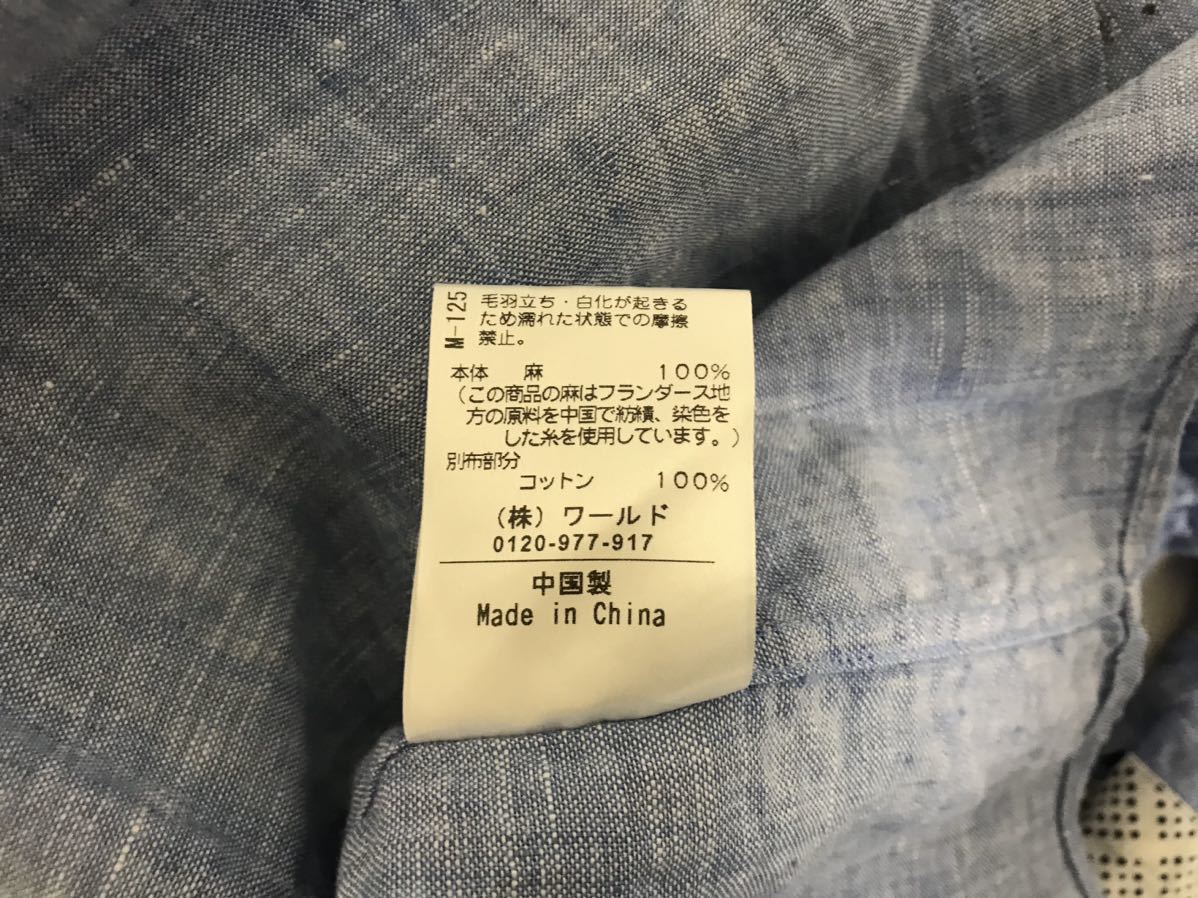 M-125
毛羽立ち・白化が起きる
ため濡れた状態での摩擦
禁止。
本体 麻 100%
(この商品の麻はフランダース地
方の原料を中国で紡績、染色を
した糸を使用しています。)
別布部分
コットン 100%
(株)ワールド
0120-977-917
中国製
Made in China